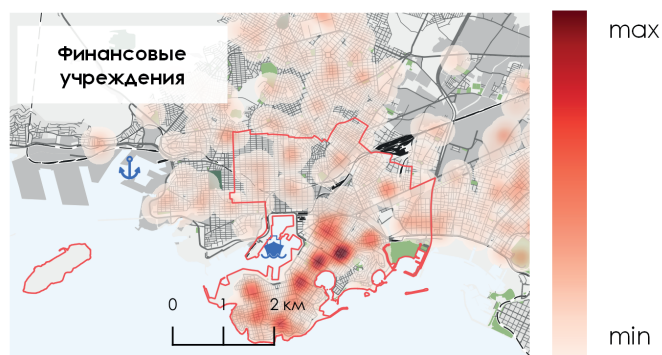 Финансовые
учреждения
max
min
0 1 2 км